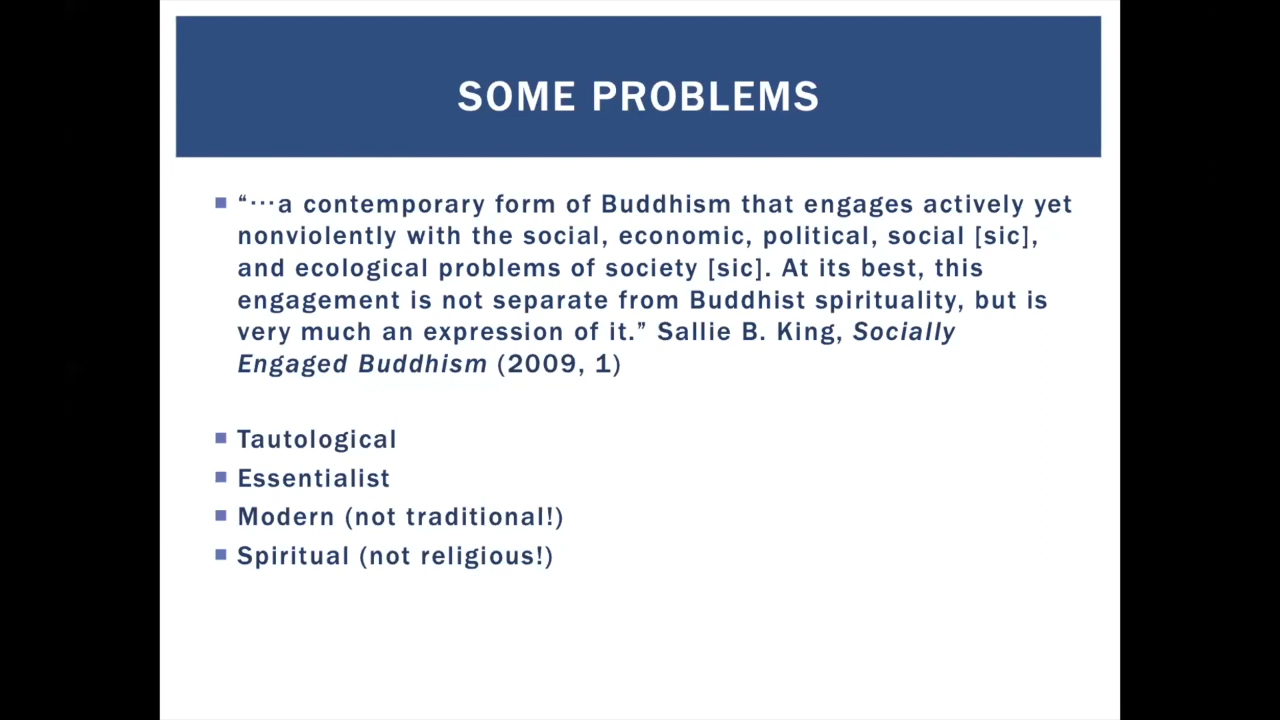 SOME PROBLEMS
“…a contemporary form of Buddhism that engages actively yet
nonviolently with the social, economic, political, social [sic],
and ecological problems of society [sic]. At its best, this
engagement is not separate from Buddhist spirituality, but is
very much an expression of it.” Sallie B. King, Socially
Engaged Buddhism (2009, 1)
Tautological
Essentialist
Modern (not traditional!)
Spiritual (not religious!)